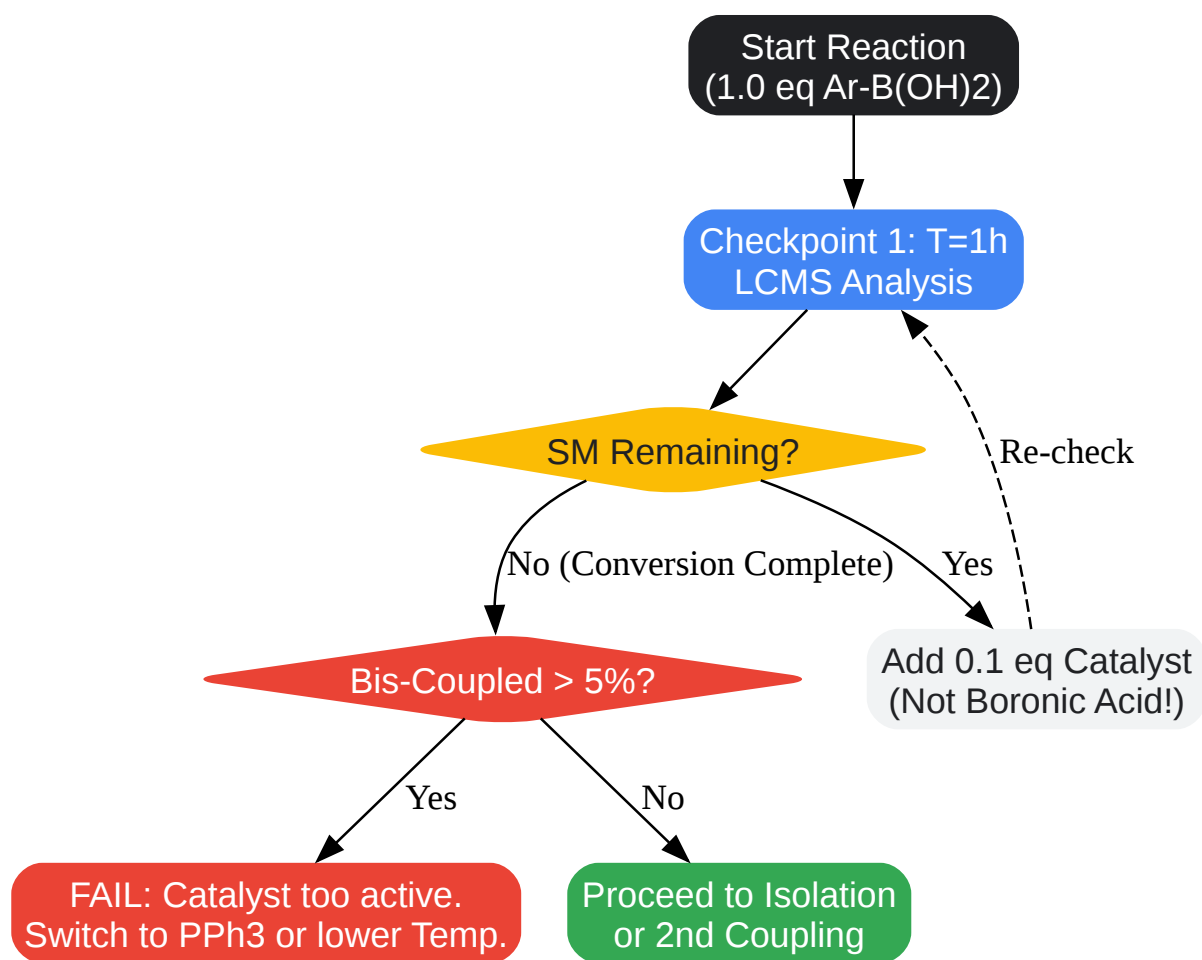 Start Reaction
(1.0 eq Ar-B(OH)2)
Checkpoint 1: T=1h
LCMS Analysis
SM Remaining?
Re-check
No (Conversion Complete)
Yes
Bis-Coupled > 5%?
Add 0.1 eq Catalyst
(Not Boronic Acid!)
Yes
No
FAIL: Catalyst too active.
Switch to PPh3 or lower Temp.
Proceed to Isolation
or 2nd Coupling